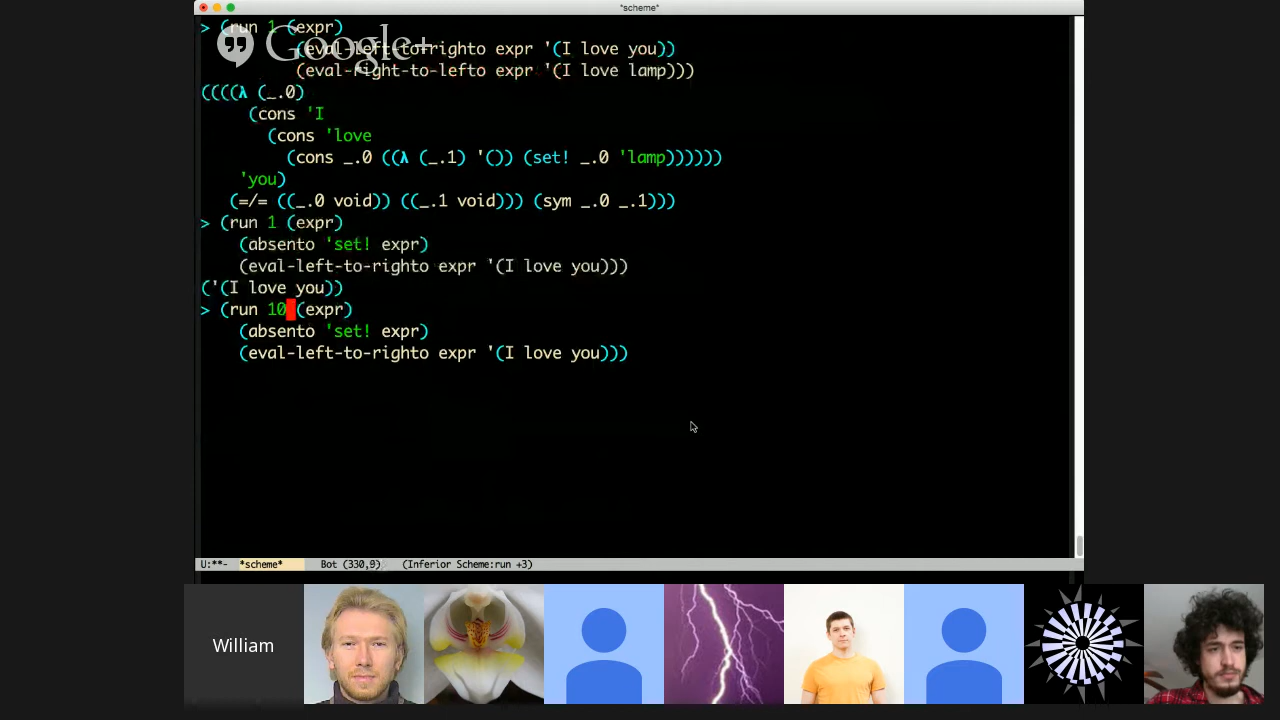 *scheme*
> (run 1 (expr)
Google+
(eval-left-to-righto expr '(I love you))
(eval-right-to-lefto expr '(I love lamp)))
((((λ (_.0)
(cons 'I
(cons 'love
(cons _.0 ((λ (_.1) '()) (set! _.0 'lamp))))))
'you)
(=/= ((_.0 void)) ((_.1 void))) (sym _.0 _.1)))
> (run 1 (expr)
(absento 'set! expr)
(eval-left-to-righto expr '(I love you)))
('(I love you))
> (run 10 (expr)
(absento 'set! expr)
(eval-left-to-righto expr '(I love you)))
U:**- *scheme* Bot (330,9) (Inferior Scheme:run +3)
William